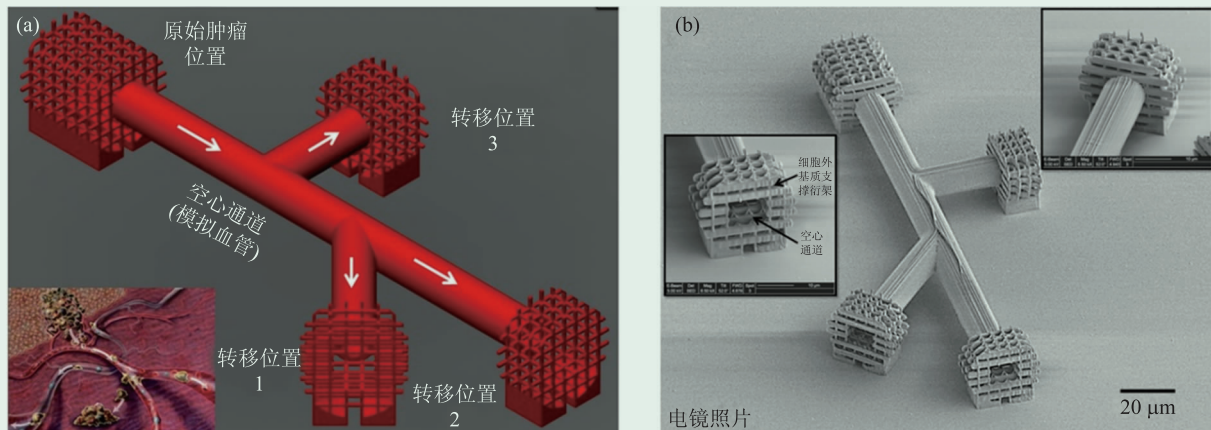 (a)
原始肿瘤
位置
转移位置
3
空心通道
(模拟血管)
转移位置
1
转移位置
2
(b)
细胞外
基质支
撑衍架
空心
通道
电镜照片
20 μm